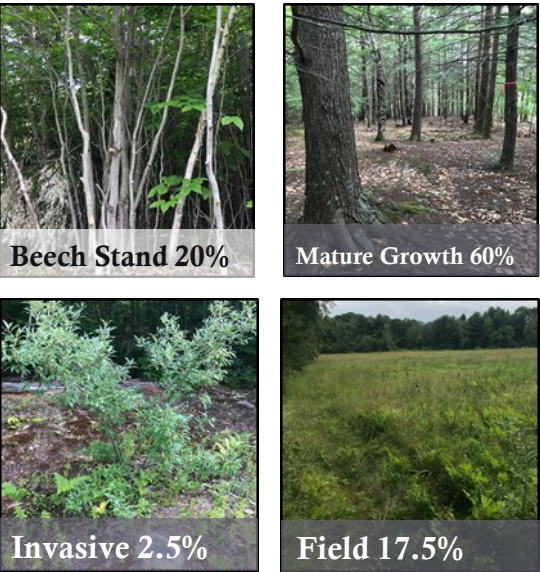 Beech Stand 20%
Mature Growth 60%
Invasive 2.5%
Field 17.5%